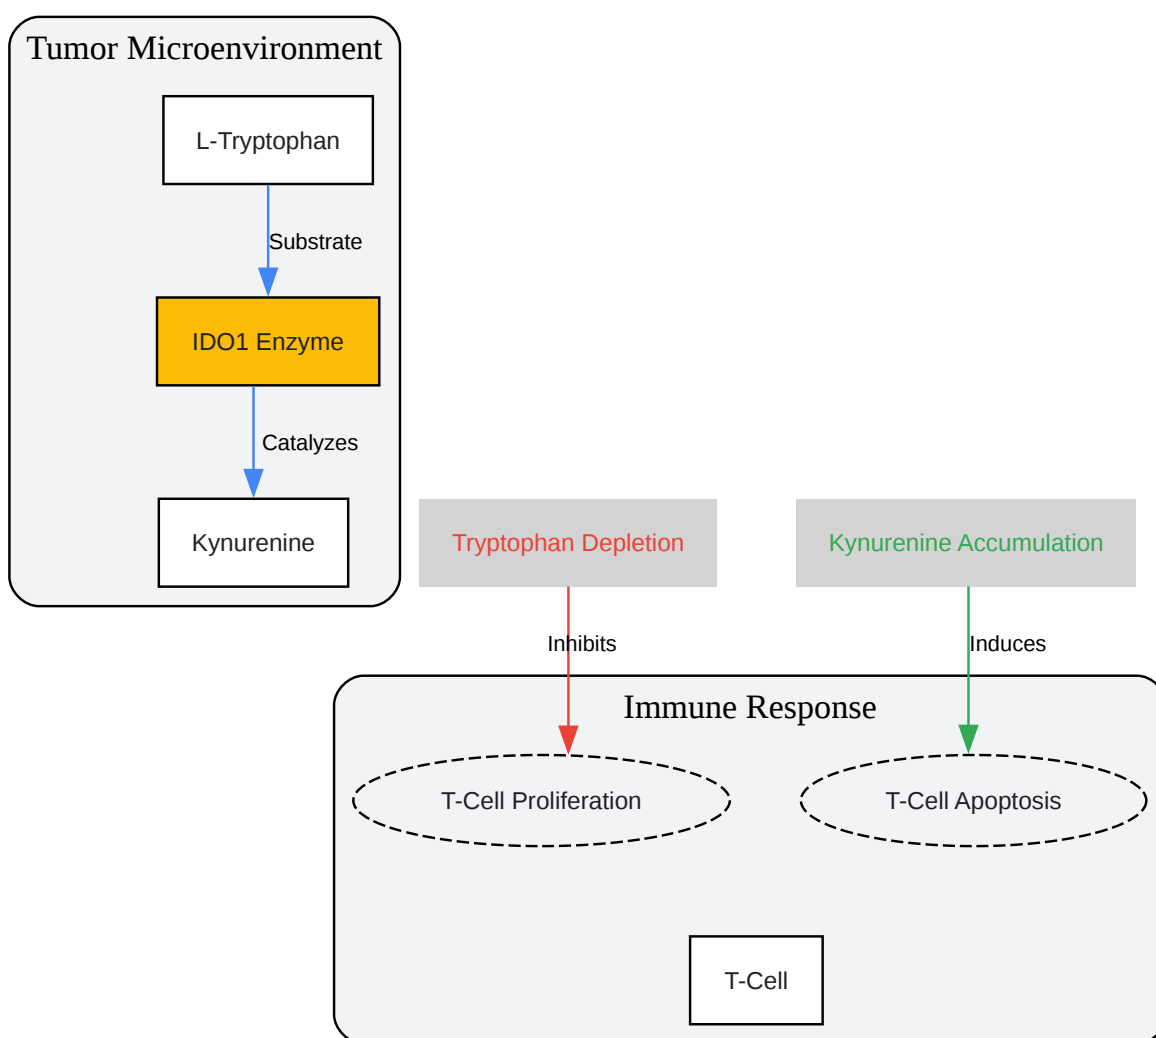 Tumor Microenvironment
L-Tryptophan
Substrate
IDO1 Enzyme
Catalyzes
Kynurenine
Tryptophan Depletion
Kynurenine Accumulation
Inhibits
Induces
Immune Response
T-Cell Proliferation
T-Cell Apoptosis
T-Cell